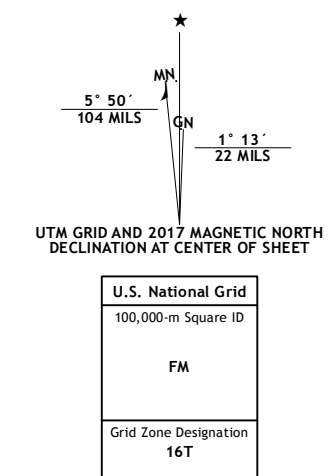 ★
MN
5° 50´
104 MILS
GN
1° 13´
22 MILS
UTM GRID AND 2017 MAGNETIC NORTH
DECLINATION AT CENTER OF SHEET
U.S. National Grid
100,000-m Square ID
FM
Grid Zone Designation
16T